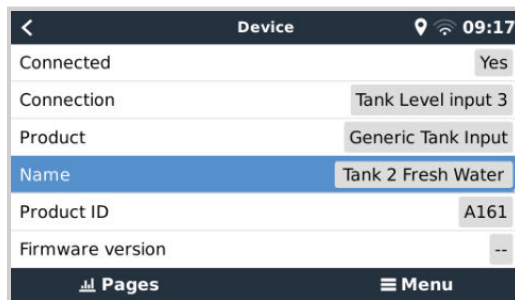 Device 09:17
Connected Yes
Connection Tank Level input 3
Product Generic Tank Input
Name Tank 2 Fresh Water
Product ID A161
Firmware version --
Pages Menu